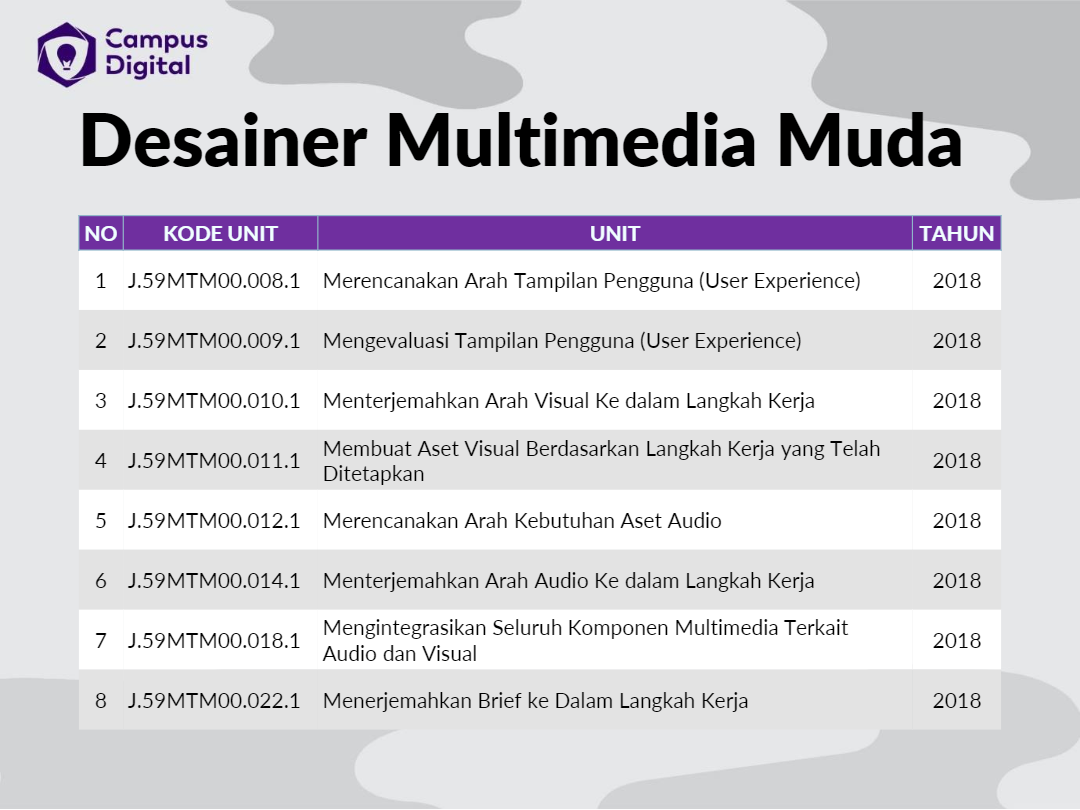 Campus
Digital
Desainer Multimedia Muda
NO KODE UNIT UNIT TAHUN
1 J.59MTM00.008.1 Merencanakan Arah Tampilan Pengguna (User Experience) 2018
2 J.59MTM00.009.1 Mengevaluasi Tampilan Pengguna (User Experience) 2018
3 J.59MTM00.010.1 Menterjemahkan Arah Visual Ke dalam Langkah Kerja 2018
4 J.59MTM00.011.1 Membuat Aset Visual Berdasarkan Langkah Kerja yang Telah
Ditetapkan 2018
5 J.59MTM00.012.1 Merencanakan Arah Kebutuhan Aset Audio 2018
6 J.59MTM00.014.1 Menterjemahkan Arah Audio Ke dalam Langkah Kerja 2018
7 J.59MTM00.018.1 Mengintegrasikan Seluruh Komponen Multimedia Terkait
Audio dan Visual 2018
8 J.59MTM00.022.1 Menerjemahkan Brief ke Dalam Langkah Kerja 2018